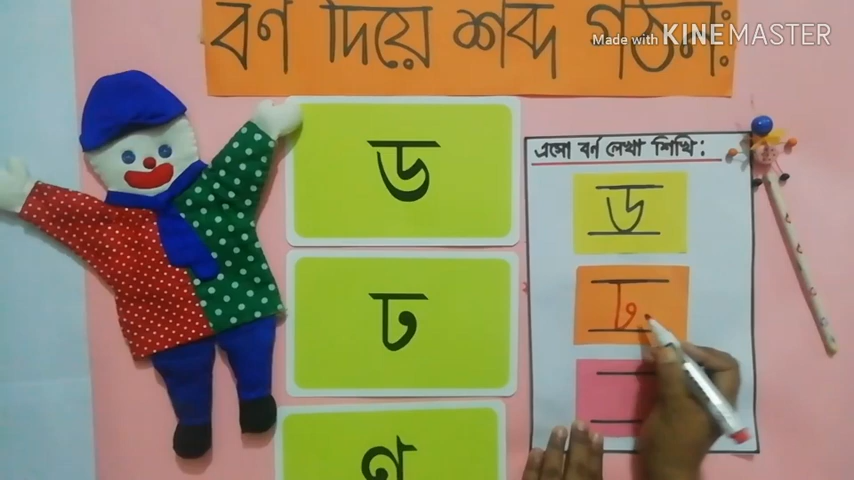 বর্ণ দিয়ে শব্দ গঠন:
Made with KINEMASTER
ড
ঢ
ণ
এসো বর্ণ লেখা শিখি:
ড
ঢ